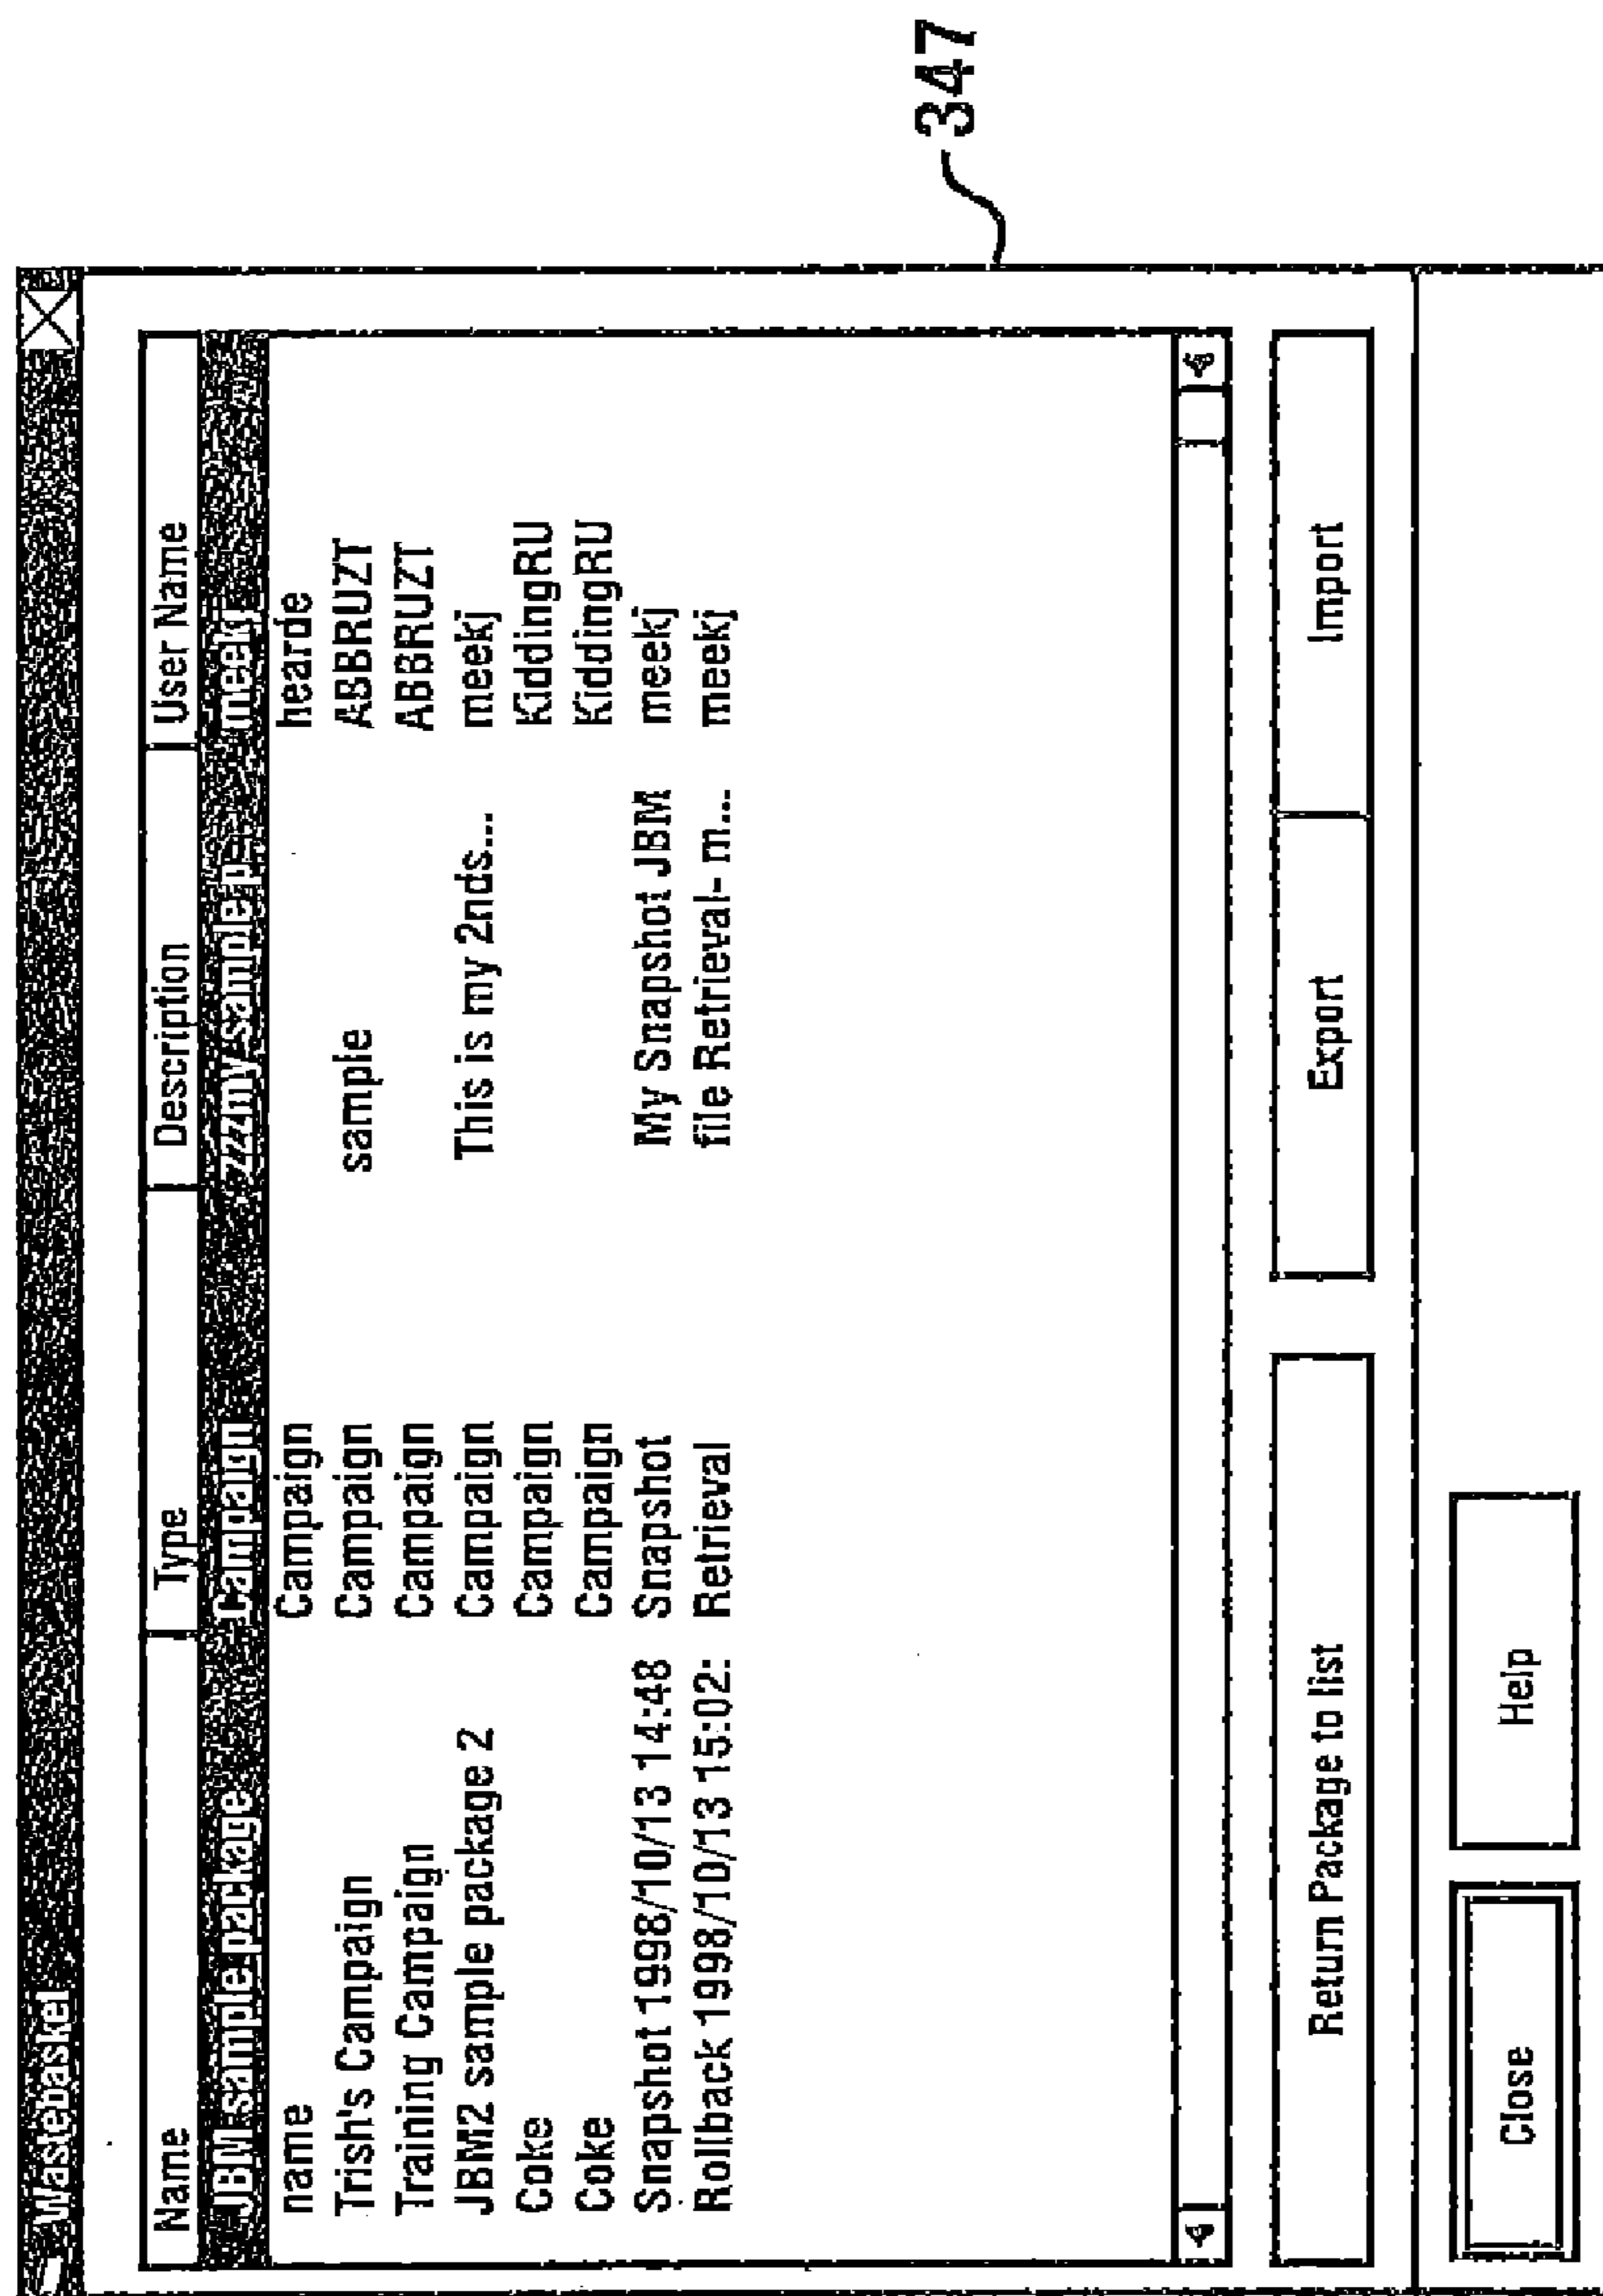 Wastebasket
Name Type Description User Name
JBM sample package Campaign my sample p... meekj
name Campaign hearde
Trish's Campaign Campaign sample ABBRUZT
Training Campaign Campaign ABBRUZT
JBM2 sample package 2 Campaign This is my 2nds... meekj
Coke Campaign KiddingRU
Coke Campaign KiddingRU
Snapshot 1998/10/13 14:48 Snapshot My Snapshot JBM meekj
Rollback 1998/10/13 15:02: Retrieval file Retrieval- m... meekj
Return Package to list Export Import
Close Help
347